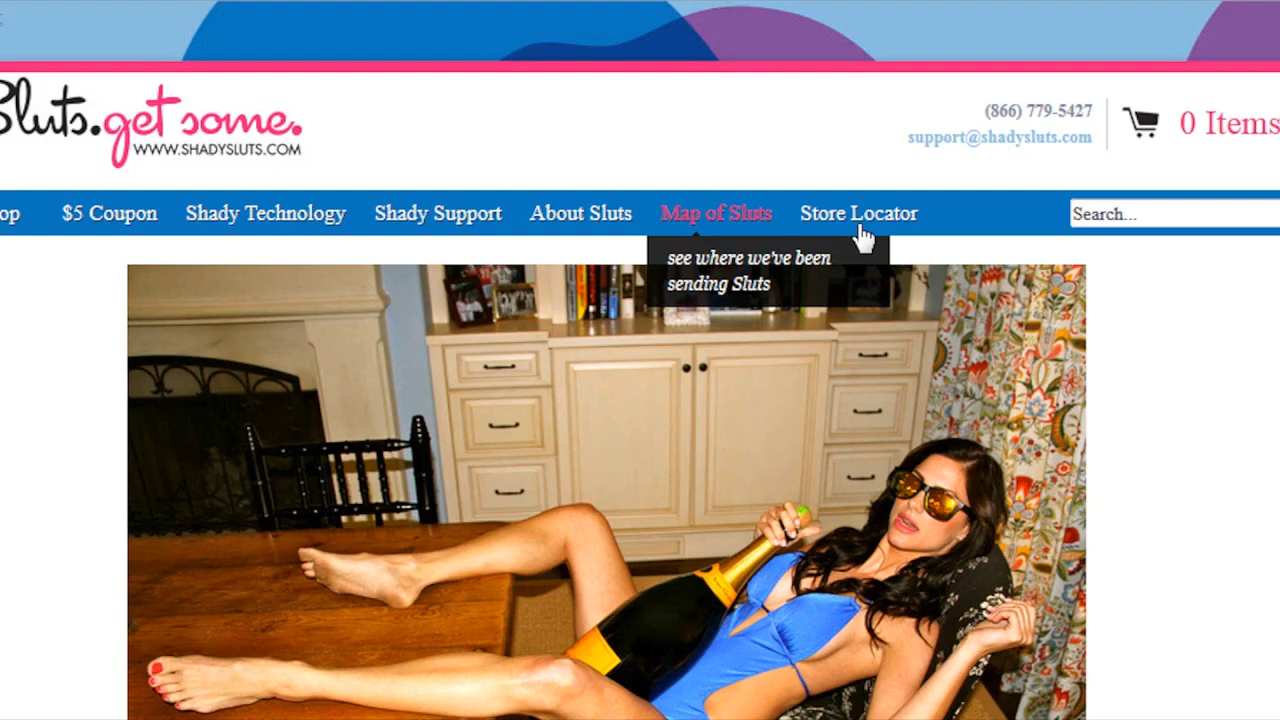 Sluts.get some.
WWW.SHADYSLUTS.COM
(866) 779-5427
support@shadysluts.com
0 Items
op
$5 Coupon
Shady Technology
Shady Support
About Sluts
Map of Sluts
Store Locator
Search...
see where we've been
sending Sluts